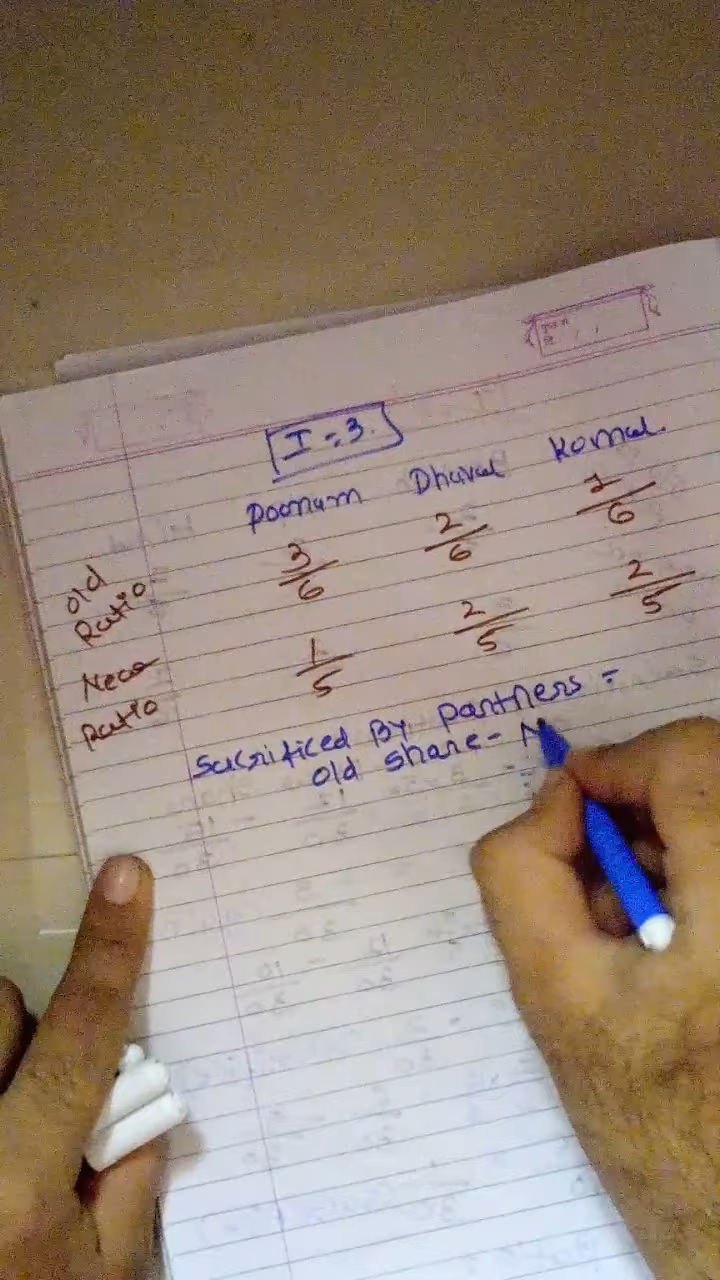 I=3.
Poonam Dhaval Komal.
Old Ratio 3/6 2/6 1/6
New Ratio 1/5 2/5 2/5
Sacrificed By partners =
Old Share - N